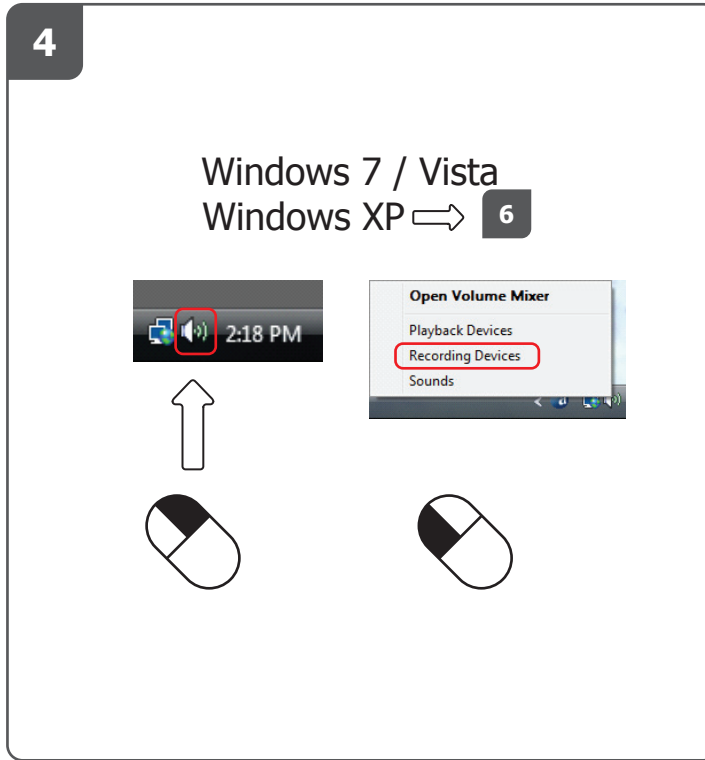 4
Windows 7 / Vista
Windows XP 6
2:18 PM
Open Volume Mixer
Playback Devices
Recording Devices
Sounds